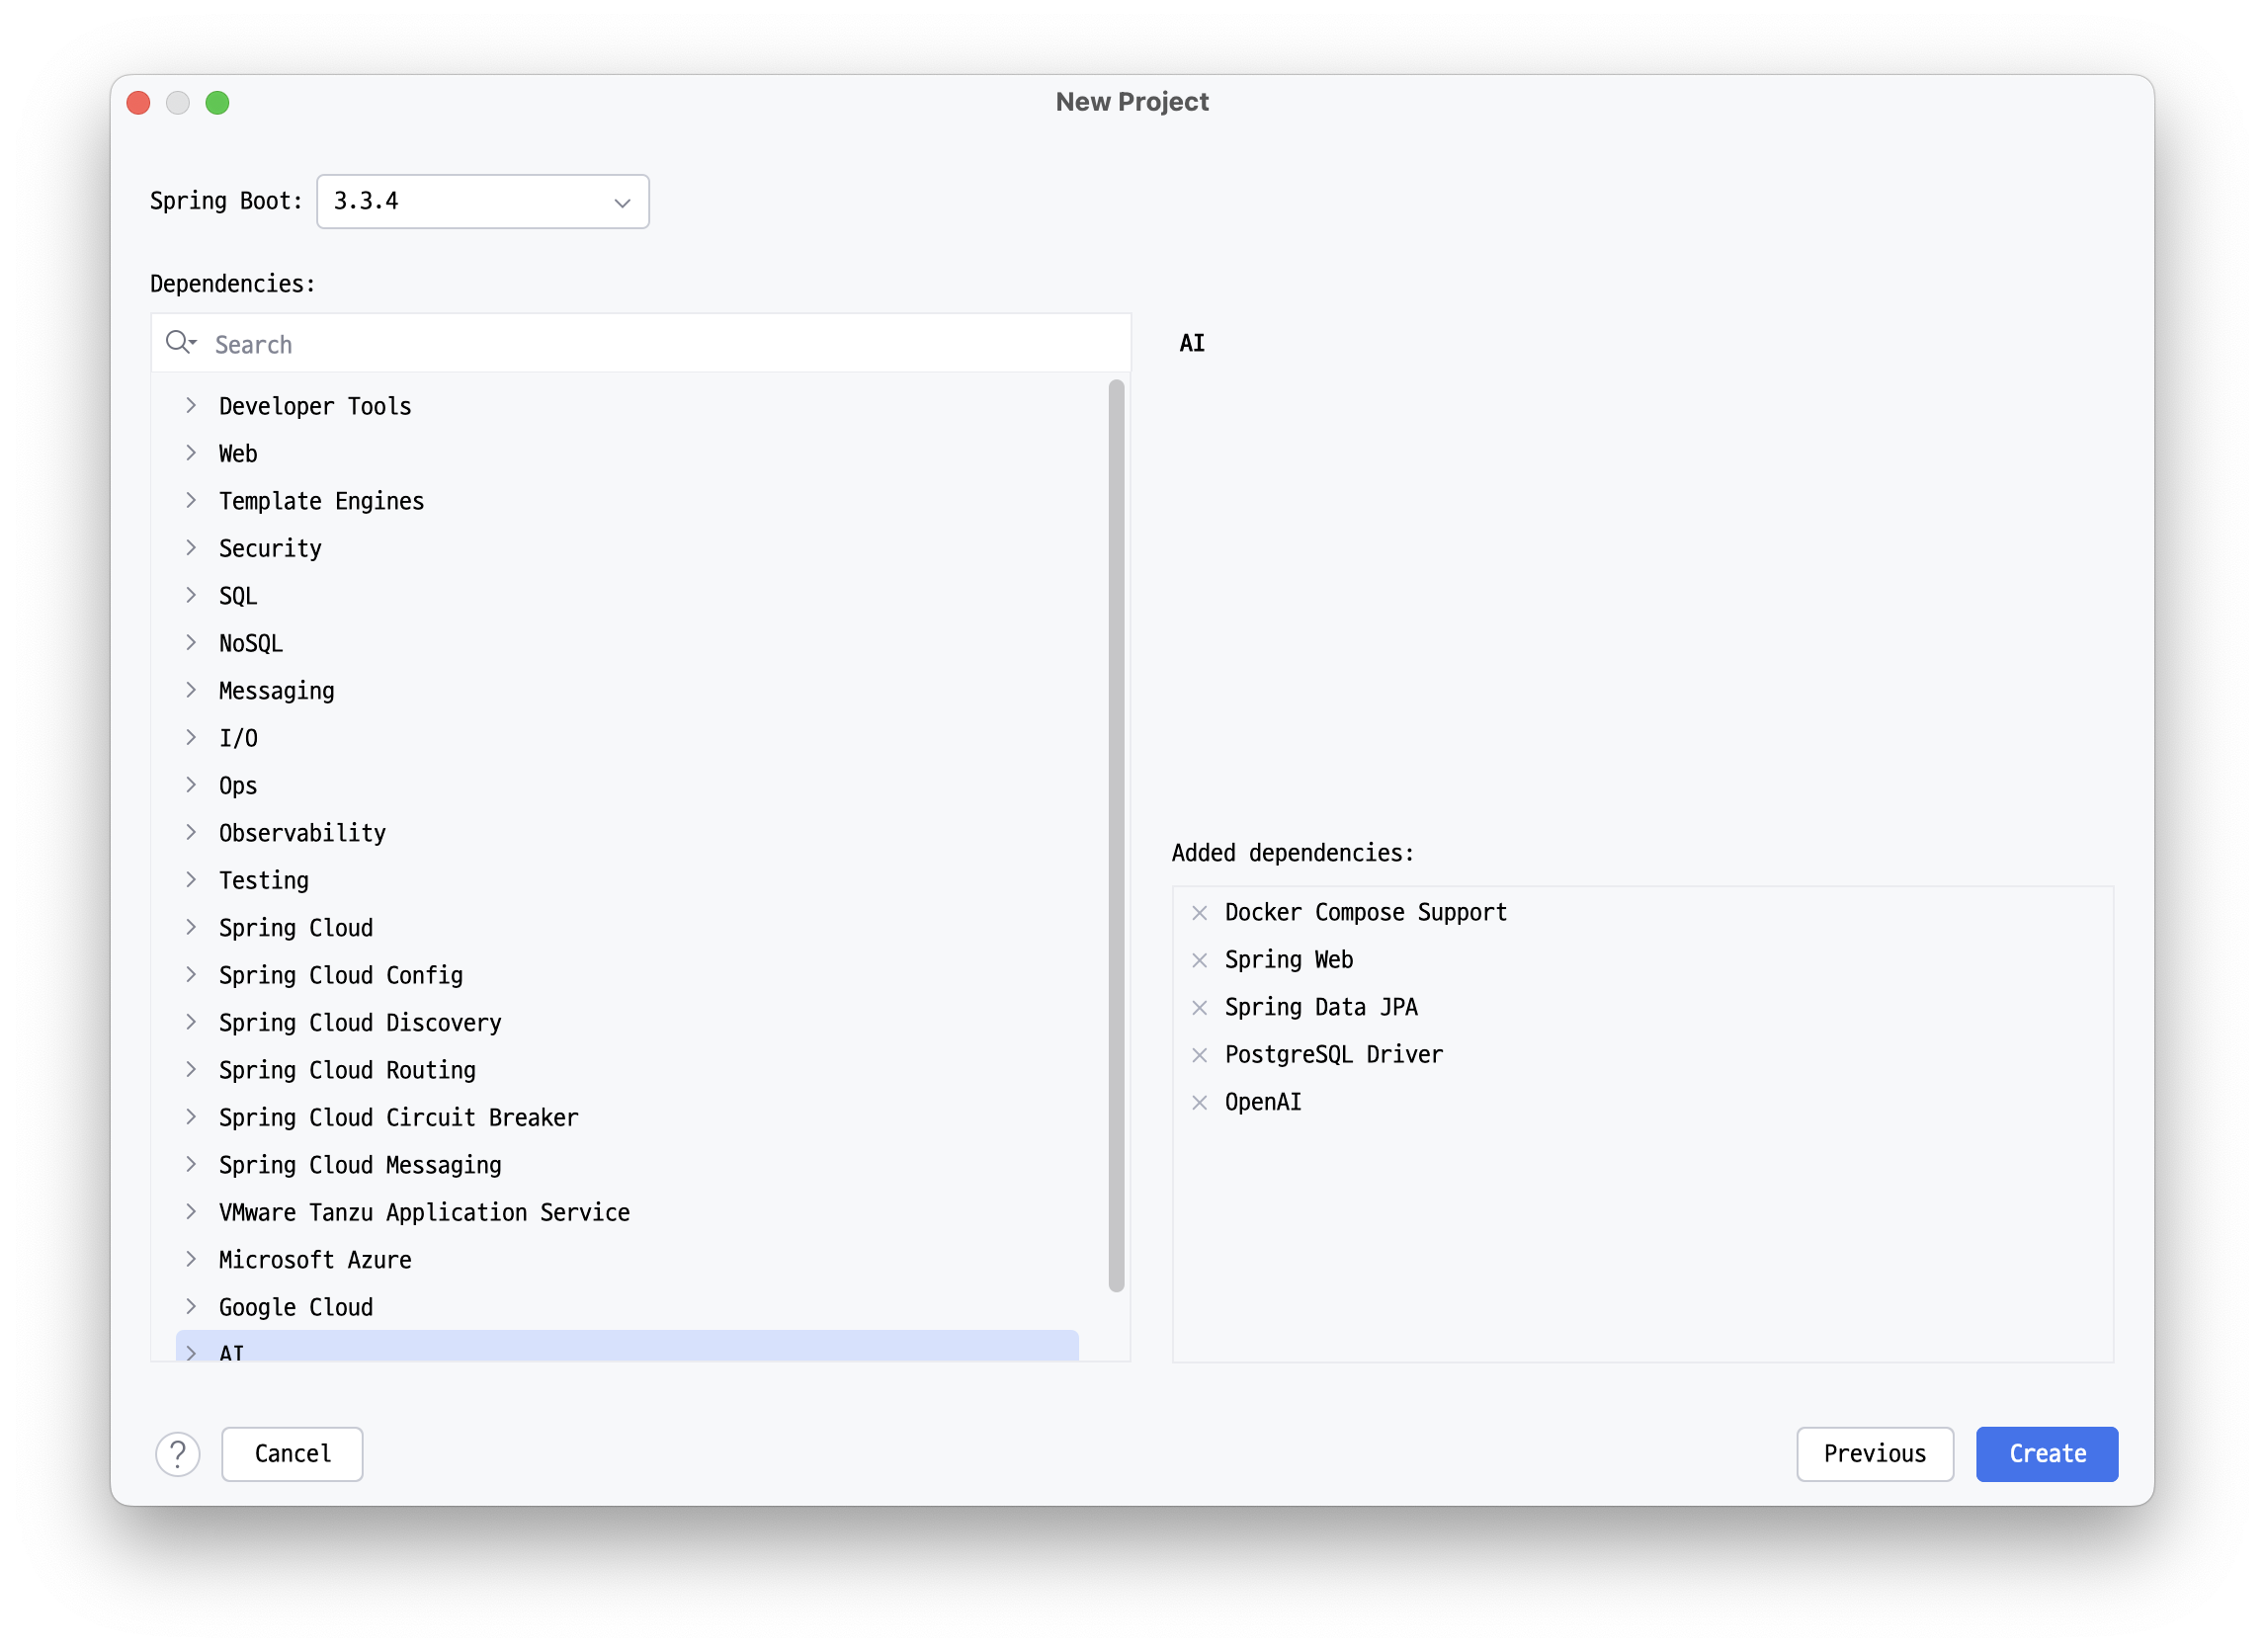 New Project
Spring Boot: 3.3.4
Dependencies:
Search
Developer Tools
Web
Template Engines
Security
SQL
NoSQL
Messaging
I/O
Ops
Observability
Testing
Spring Cloud
Spring Cloud Config
Spring Cloud Discovery
Spring Cloud Routing
Spring Cloud Circuit Breaker
Spring Cloud Messaging
VMware Tanzu Application Service
Microsoft Azure
Google Cloud
AI
AI
Added dependencies:
Docker Compose Support
Spring Web
Spring Data JPA
PostgreSQL Driver
OpenAI
? Cancel Previous Create